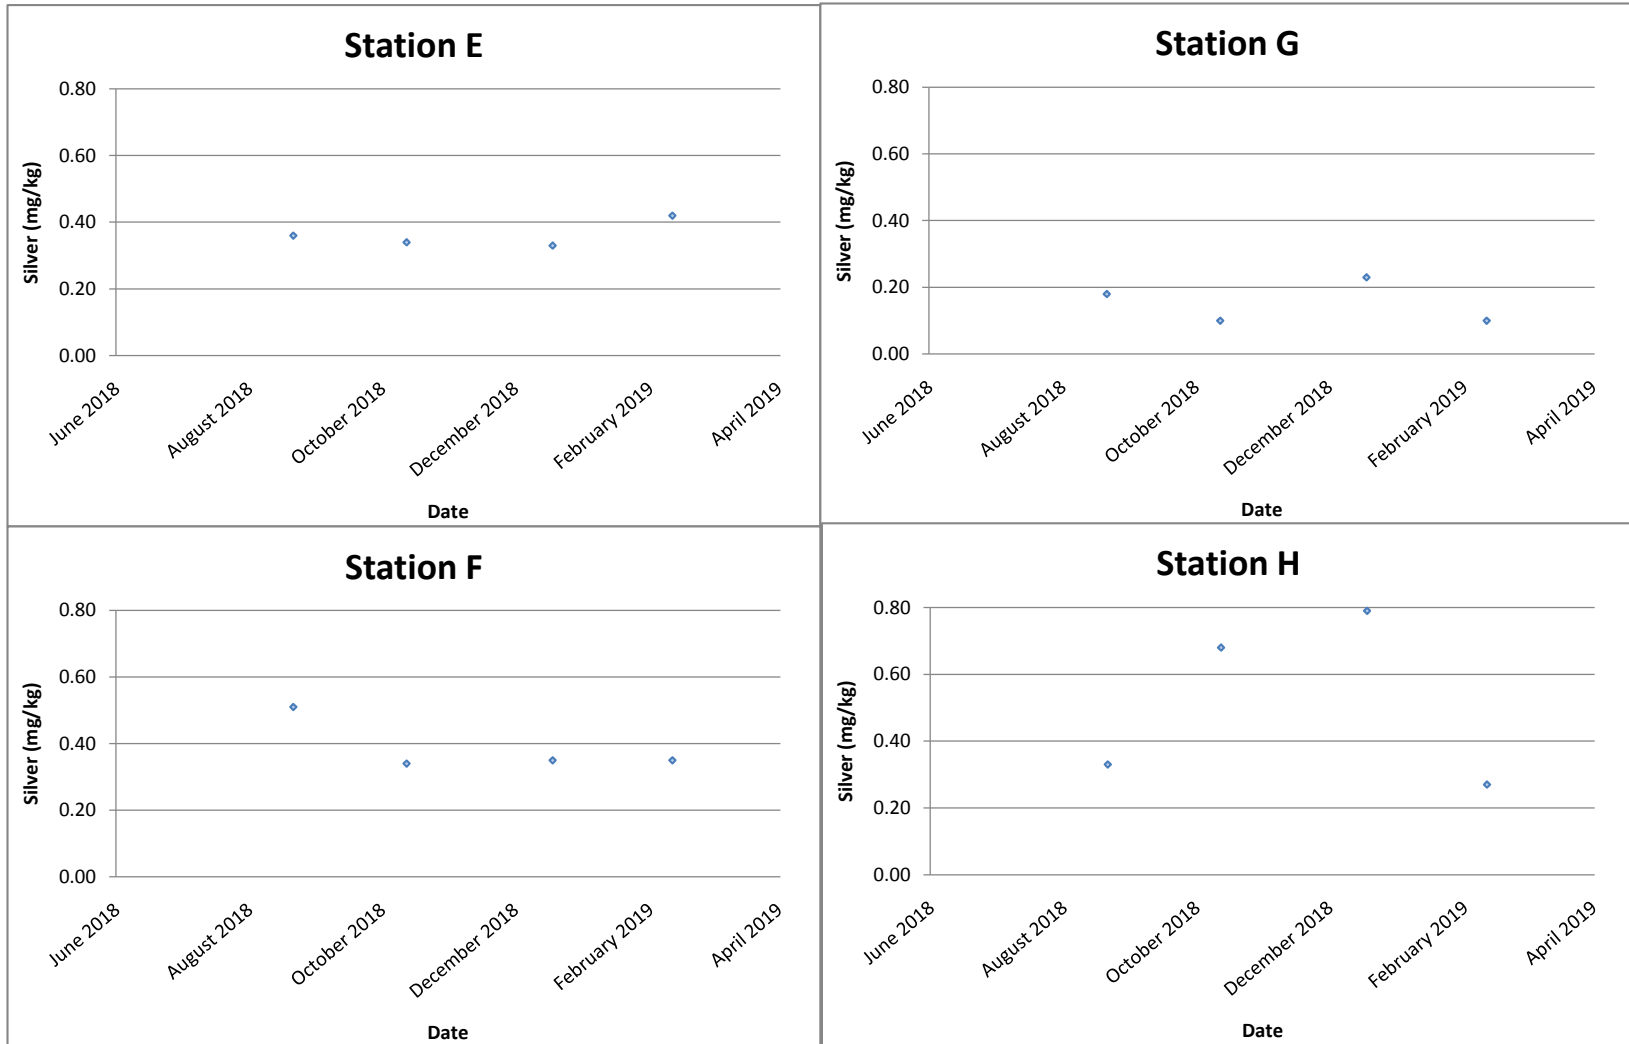 Station E
0.80
0.60
0.40
0.20
0.00
Silver (mg/kg)
June 2018
August 2018
October 2018
December 2018
February 2019
April 2019
Date
Station G
0.80
0.60
0.40
0.20
0.00
Silver (mg/kg)
June 2018
August 2018
October 2018
December 2018
February 2019
April 2019
Date
Station F
0.80
0.60
0.40
0.20
0.00
Silver (mg/kg)
June 2018
August 2018
October 2018
December 2018
February 2019
April 2019
Date
Station H
0.80
0.60
0.40
0.20
0.00
Silver (mg/kg)
June 2018
August 2018
October 2018
December 2018
February 2019
April 2019
Date